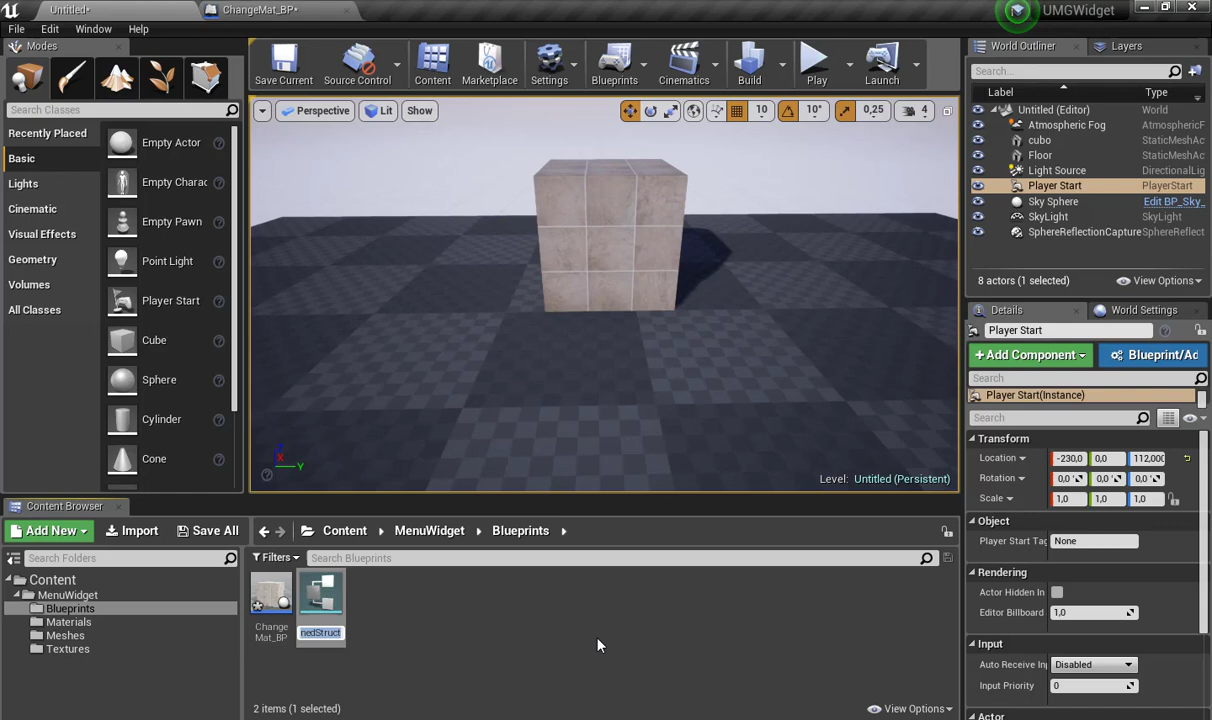 Untitled*
ChangeMat_BP*
UMGWidget
File Edit Window Help
Modes
Search Classes
Recently Placed
Basic
Lights
Cinematic
Visual Effects
Geometry
Volumes
All Classes
Empty Actor
Empty Charac
Empty Pawn
Point Light
Player Start
Cube
Sphere
Cylinder
Cone
Save Current
Source Control
Content
Marketplace
Settings
Blueprints
Cinematics
Build
Play
Launch
Perspective
Lit
Show
10
10°
0,25
4
X
Y
Level: Untitled (Persistent)
World Outliner
Layers
Search...
Label Type
Untitled (Editor) World
Atmospheric Fog AtmosphericF
cubo StaticMeshAc
Floor StaticMeshAc
Light Source DirectionalLig
Player Start PlayerStart
Sky Sphere Edit BP_Sky_
SkyLight SkyLight
SphereReflectionCapture SphereReflect
8 actors (1 selected)
View Options
Details
World Settings
Player Start
+Add Component
Blueprint/Ad
Search
Player Start(Instance)
Search
Transform
Location -230,0 0,0 112,000
Rotation 0,0 ° 0,0 ° 0,0 °
Scale 1,0 1,0 1,0
Object
Player Start Tag None
Rendering
Actor Hidden In
Editor Billboard 1,0
Input
Auto Receive Inp Disabled
Input Priority 0
Actor
Content Browser
Add New
Import
Save All
Content
MenuWidget
Blueprints
Search Folders
Filters
Search Blueprints
Content
MenuWidget
Blueprints
Materials
Meshes
Textures
Change
Mat_BP
nedStruct
2 items (1 selected)
View Options